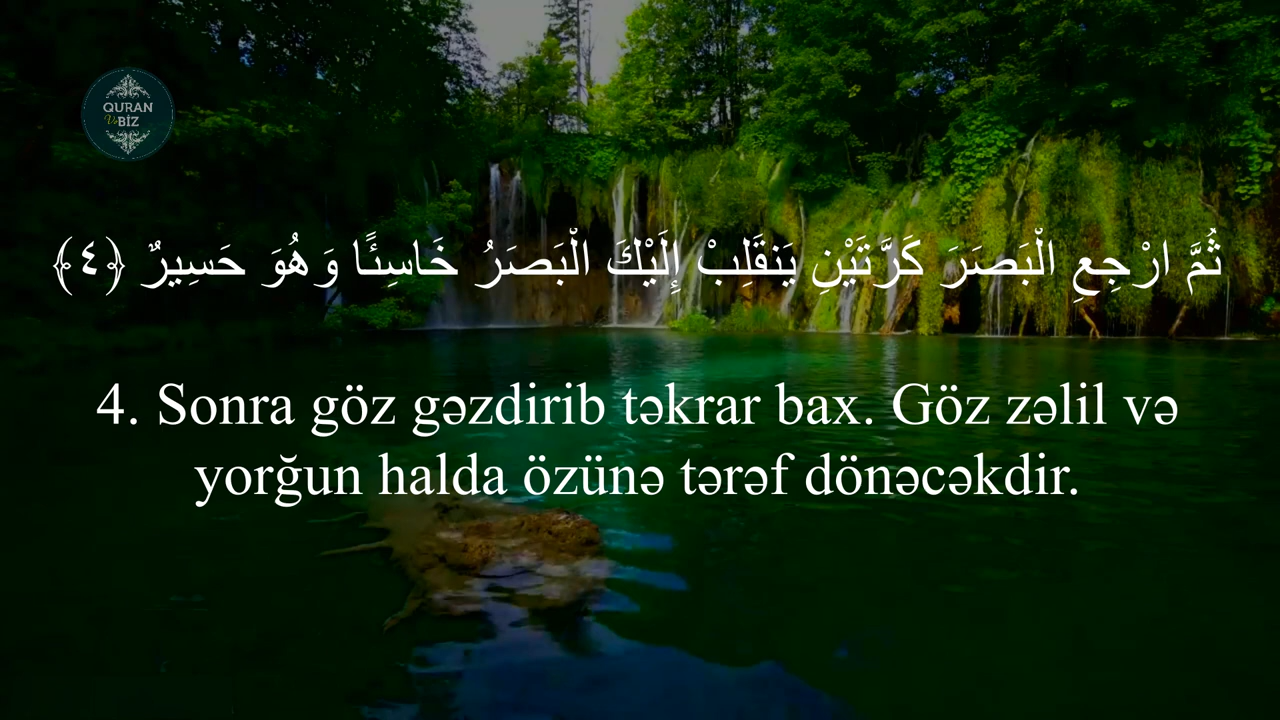 QURAN
Və BİZ
ثُمَّ ارْجِعِ الْبَصَرَ كَرَّتَيْنِ يَنقَلِبْ إِلَيْكَ الْبَصَرُ خَاسِئًا وَهُوَ حَسِيرٌ ﴿٤﴾
4. Sonra göz gəzdirib təkrar bax. Göz zəlil və
yorğun halda özünə tərəf dönəcəkdir.